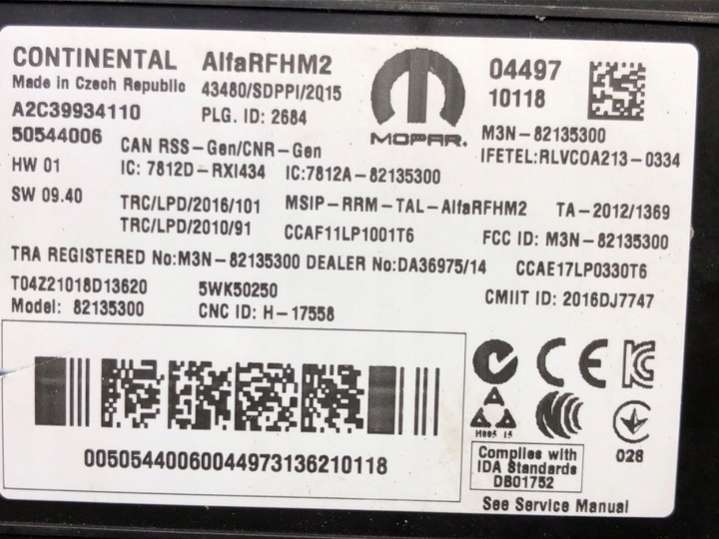 CONTINENTAL AlfaRFHM2
Made in Czech Republic 43480/SDPPI/2Q15
A2C39934110 PLG. ID: 2684
50544006
MOPAR.
04497
10118
M3N-82135300
IFETEL:RLVCOA213-0334
CAN RSS-Gen/CNR-Gen
HW 01 IC: 7812D-RXI434 IC:7812A-82135300
SW 09.40
TRC/LPD/2016/101 MSIP-RRM-TAL-AlfaRFHM2 TA-2012/1369
TRC/LPD/2010/91 CCAF11LP1001T6 FCC ID: M3N-82135300
TRA REGISTERED No:M3N-82135300 DEALER No:DA36975/14 CCAE17LP0330T6
T04Z21018D13620 5WK50250 CMIIT ID: 2016DJ7747
Model: 82135300 CNC ID: H-17558
00505440060044973136210118
CE
H005 15
028
Complies with
IDA Standards
DB01752
See Service Manual